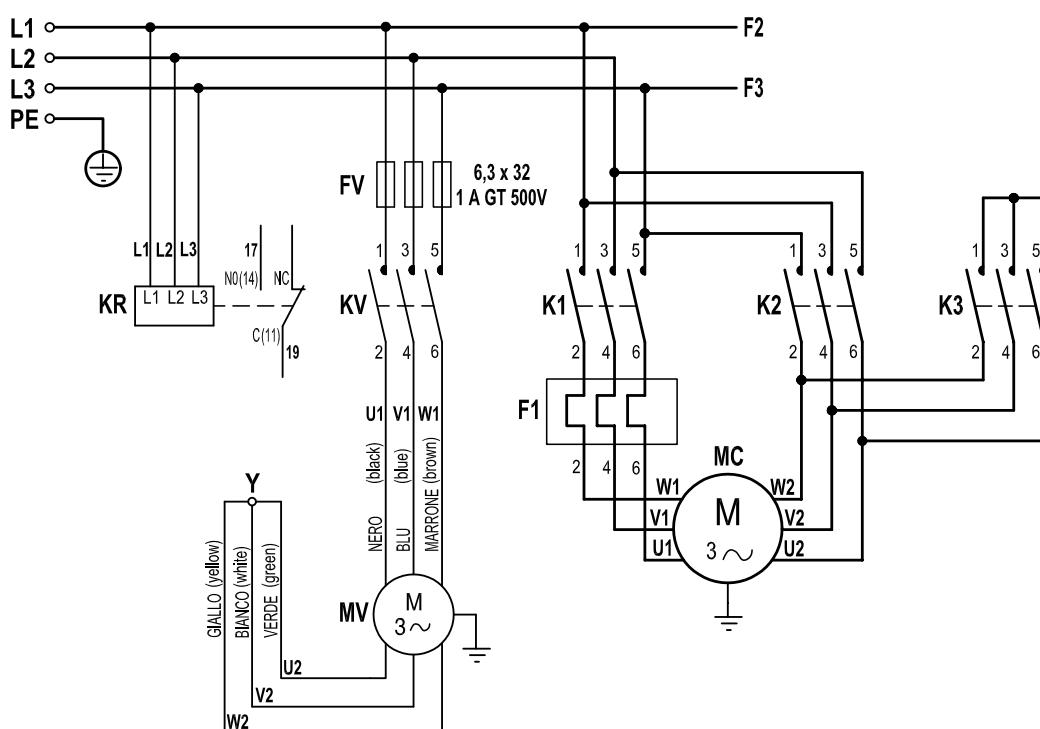 L1
F2
L2
L3
F3
PE
FV
6,3 x 32
1 A GT 500V
L1 L2 L3
17
N0(14)
NC
KR
L1 L2 L3
C(11)
19
1 3 5
KV
2 4 6
1 3 5
K1
2 4 6
1 3 5
K2
2 4 6
1 3 5
K3
2 4 6
F1
2 4 6
U1 V1 W1
NERO (black)
BLU (blue)
MARRONE (brown)
MC
W1
V1
U1
M
3
W2
V2
U2
Y
GIALLO (yellow)
BIANCO (white)
VERDE (green)
MV
M
3
U2
V2
W2